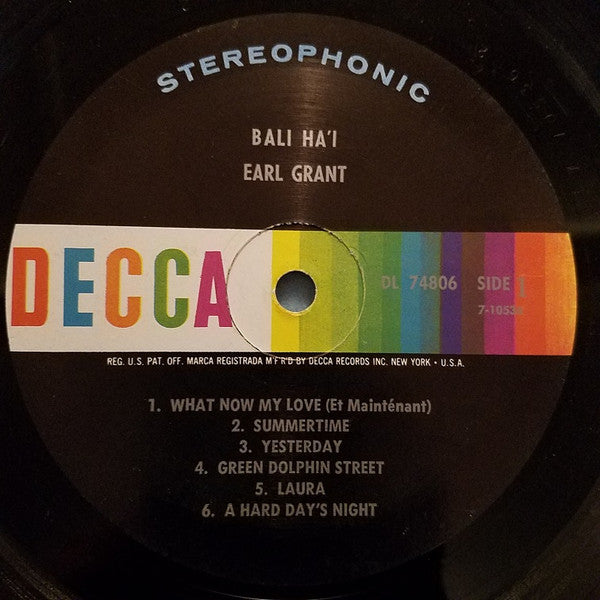 STEREOPHONIC
BALI HA'I
EARL GRANT
DECCA
DL 74806 SIDE 1
REG. U.S. PAT. OFF. MARCA REGISTRADA M'F'R'D BY DECCA RECORDS INC. NEW YORK • U.S.A.
1. WHAT NOW MY LOVE (Et Mainténant)
2. SUMMERTIME
3. YESTERDAY
4. GREEN DOLPHIN STREET
5. LAURA
6. A HARD DAY'S NIGHT